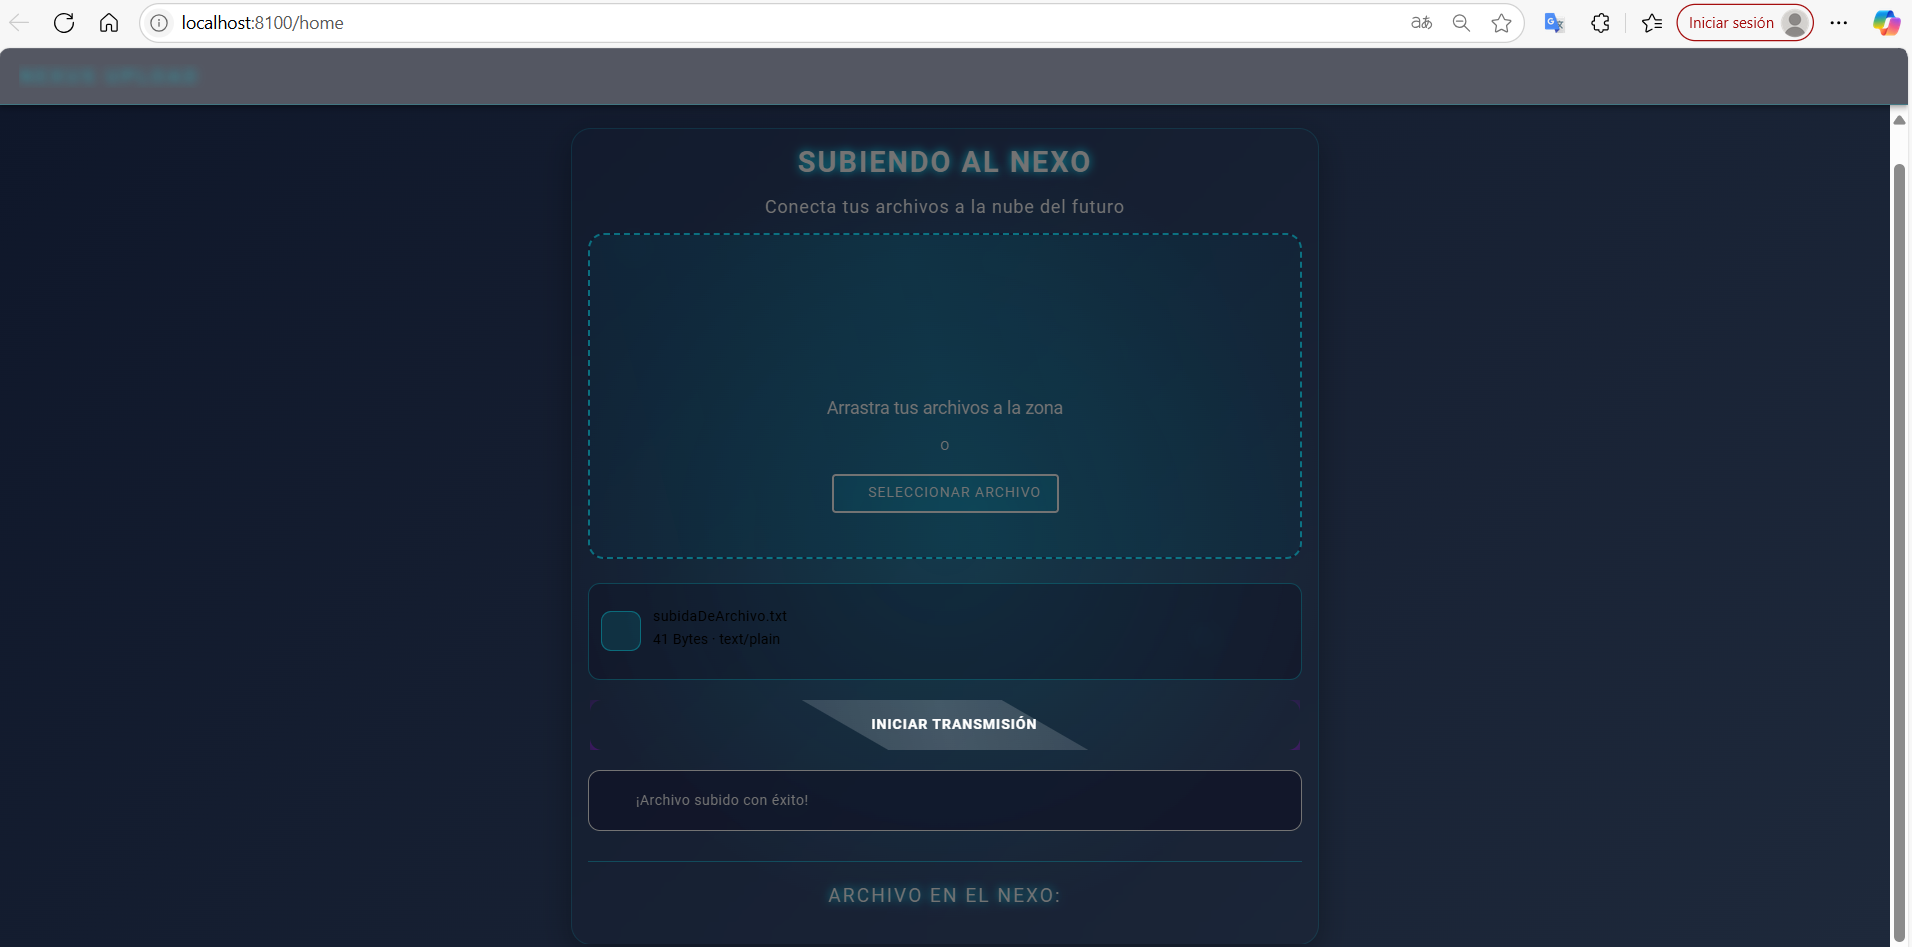 localhost:8100/home
Iniciar sesión
SUBIENDO AL NEXO
Conecta tus archivos a la nube del futuro
Arrastra tus archivos a la zona
o
SELECCIONAR ARCHIVO
subidaDeArchivo.txt
41 Bytes · text/plain
INICIAR TRANSMISIÓN
¡Archivo subido con éxito!
ARCHIVO EN EL NEXO: